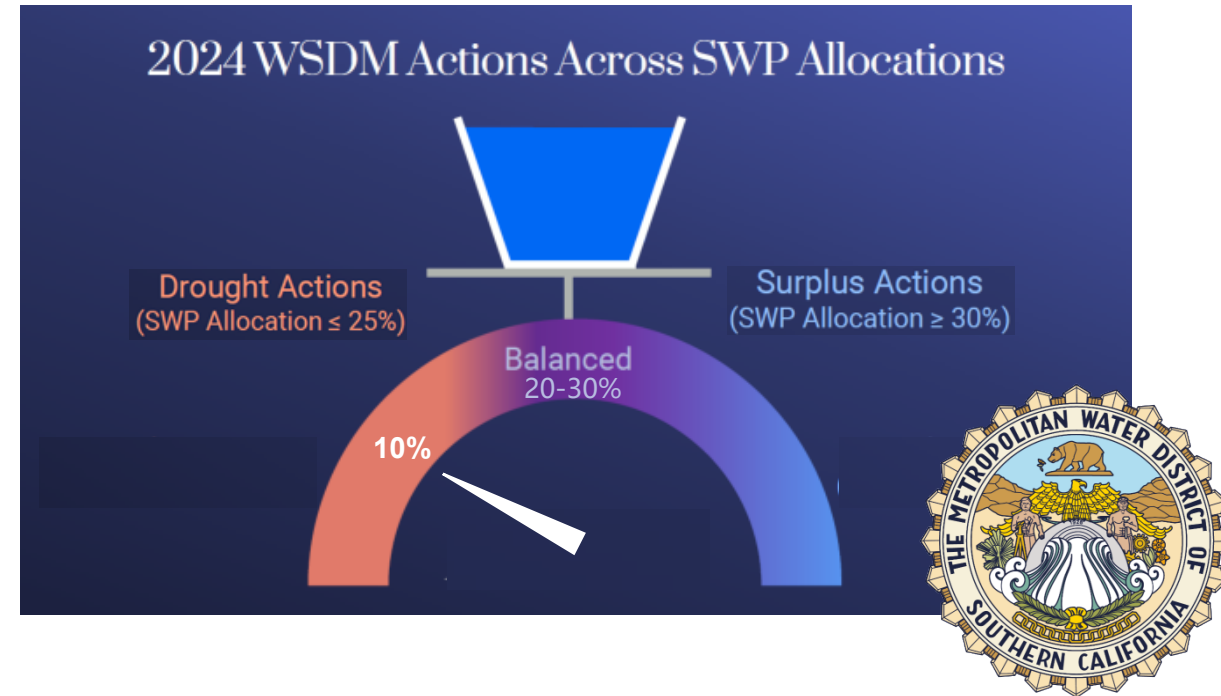 2024 WSDM Actions Across SWP Allocations
Drought Actions
(SWP Allocation ≤ 25%)
Surplus Actions
(SWP Allocation ≥ 30%)
Balanced
20-30%
10%
THE METROPOLITAN WATER DISTRICT OF
SOUTHERN CALIFORNIA